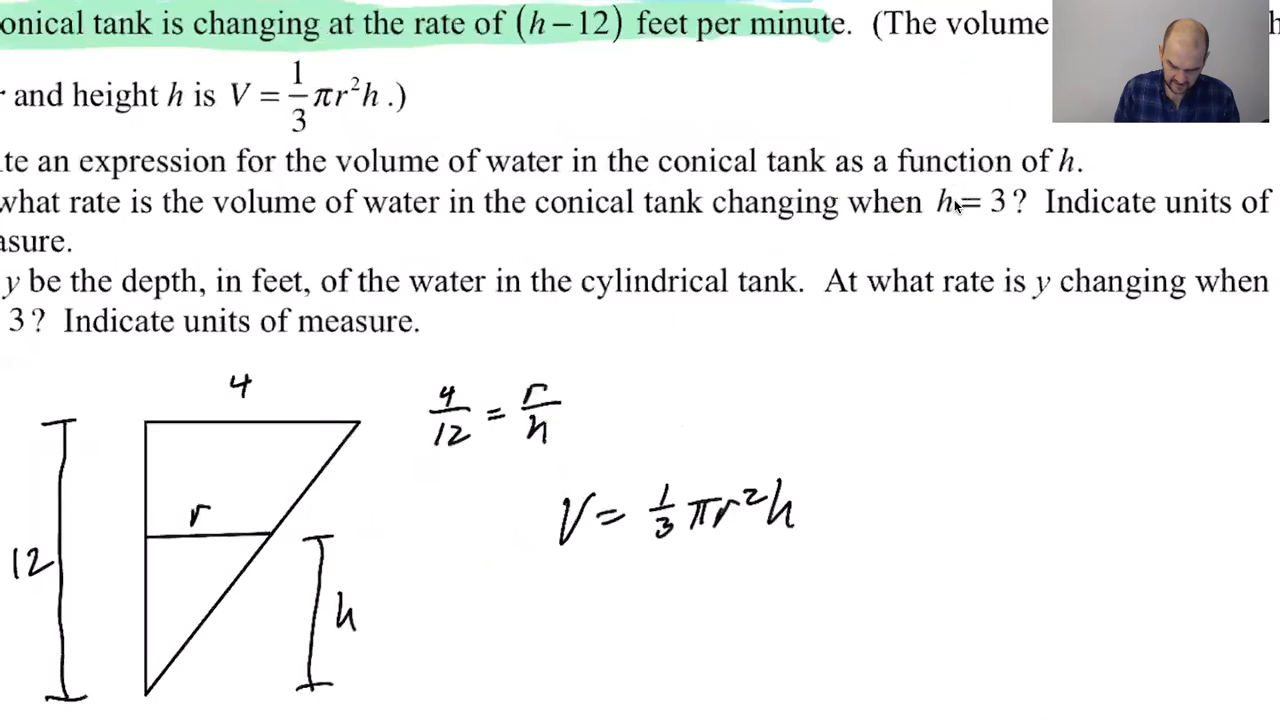 onical tank is changing at the rate of (h−12) feet per minute. (The volume
and height h is V = 1/3 πr²h.)
te an expression for the volume of water in the conical tank as a function of h.
what rate is the volume of water in the conical tank changing when h = 3? Indicate units of
asure.
y be the depth, in feet, of the water in the cylindrical tank. At what rate is y changing when
3? Indicate units of measure.
4
4/12 = r/h
V = 1/3 πr²h
r
12
h